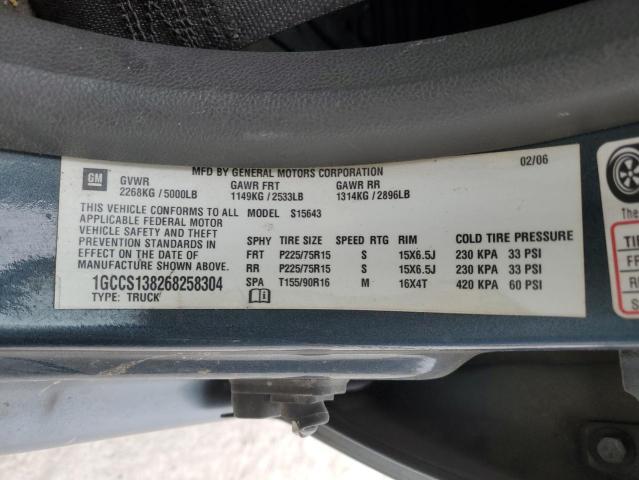 MFD BY GENERAL MOTORS CORPORATION 02/06
GM GVWR GAWR FRT GAWR RR
2268KG / 5000LB 1149KG / 2533LB 1314KG / 2896LB
THIS VEHICLE CONFORMS TO ALL MODEL S15643
APPLICABLE FEDERAL MOTOR
VEHICLE SAFETY AND THEFT
PREVENTION STANDARDS IN
EFFECT ON THE DATE OF
MANUFACTURE SHOWN ABOVE.
1GCCS138268258304
TYPE: TRUCK
SPHY TIRE SIZE SPEED RTG RIM COLD TIRE PRESSURE
FRT P225/75R15 S 15X6.5J 230 KPA 33 PSI
RR P225/75R15 S 15X6.5J 230 KPA 33 PSI
SPA T155/90R16 M 16X4T 420 KPA 60 PSI
The